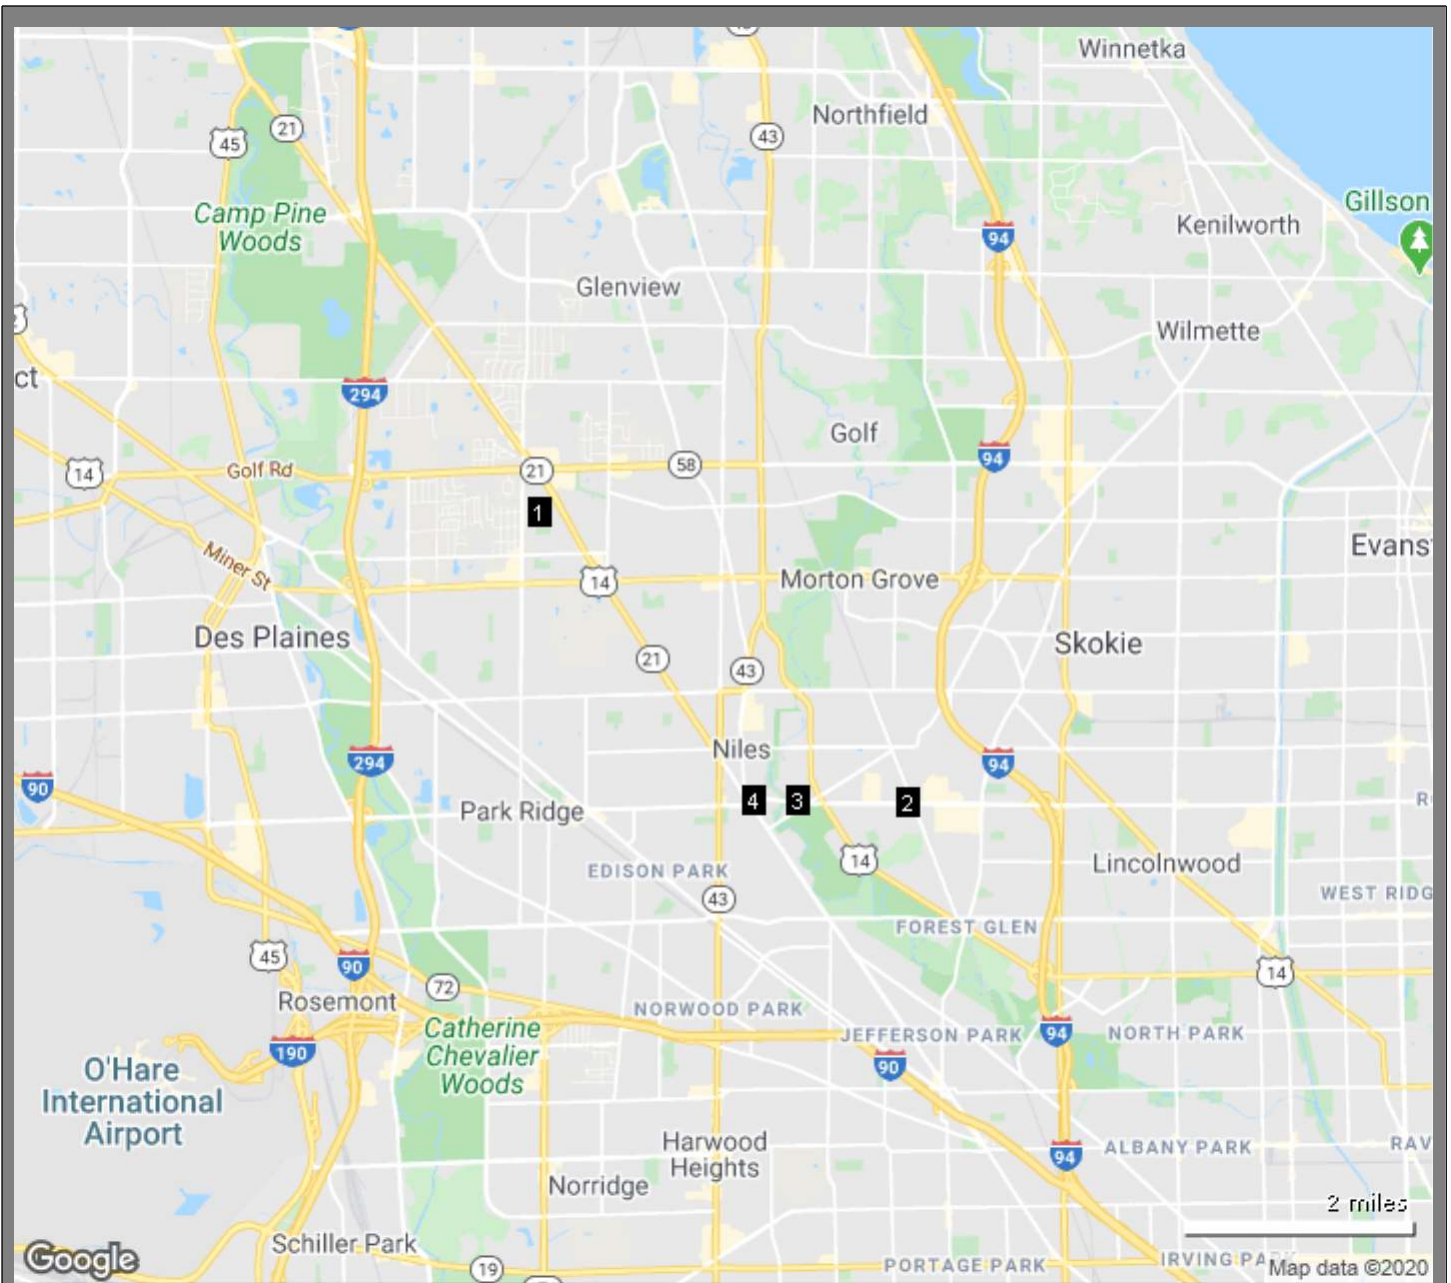 Winnetka
Northfield
43
21
45
Gillson
Camp Pine
Woods
Kenilworth
94
Glenview
Wilmette
ct
294
Golf
94
Golf Rd
21
58
14
1
Evans
Miner St
14
Morton Grove
Des Plaines
Skokie
21
43
Niles
294
94
90
4
3
2
Park Ridge
14
Lincolnwood
EDISON PARK
43
WEST RIDG
FOREST GLEN
45
90
14
72
Rosemont
NORWOOD PARK
JEFFERSON PARK
94
NORTH PARK
190
Catherine
Chevalier
Woods
90
O'Hare
International
Airport
Harwood
Heights
94
ALBANY PARK
RAV
Norridge
2 miles
Schiller Park
19
PORTAGE PARK
IRVING PA
Google
Map data ©2020